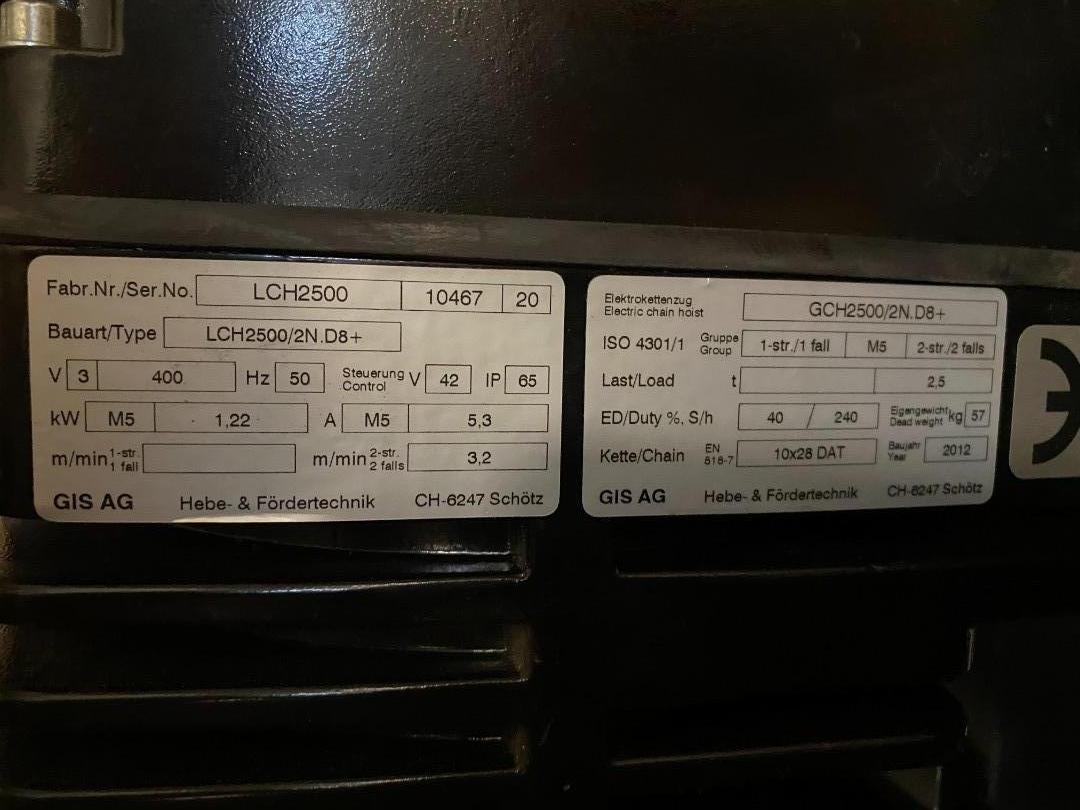 Fabr.Nr./Ser.No. LCH2500 10467 20
Bauart/Type LCH2500/2N.D8+
V 3 400 Hz 50 Steuerung Control V 42 IP 65
kW M5 1,22 A M5 5,3
m/min 1-str. 1 fall m/min 2-str. 2 falls 3,2
GIS AG Hebe- & Fördertechnik CH-6247 Schötz
Elektrokettenzug
Electric chain hoist GCH2500/2N.D8+
ISO 4301/1 Gruppe Group 1-str./1 fall M5 2-str./2 falls
Last/Load t 2,5
ED/Duty %, S/h 40 / 240 Eigengewicht Dead weight kg 57
Kette/Chain EN 818-7 10x28 DAT Baujahr Year 2012
GIS AG Hebe- & Fördertechnik CH-6247 Schötz
CE